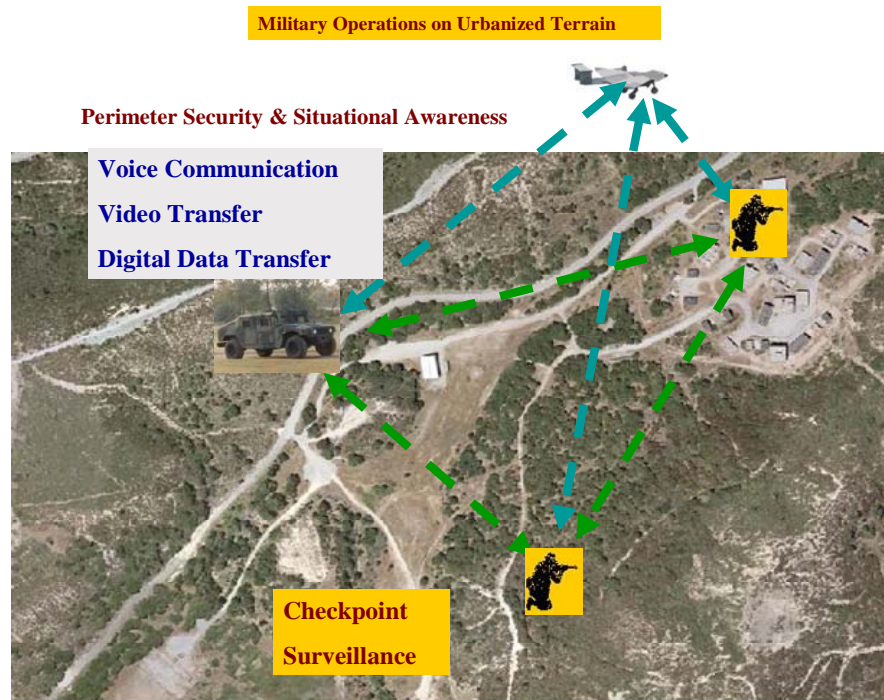 Military Operations on Urbanized Terrain
Perimeter Security & Situational Awareness
Voice Communication
Video Transfer
Digital Data Transfer
Checkpoint
Surveillance